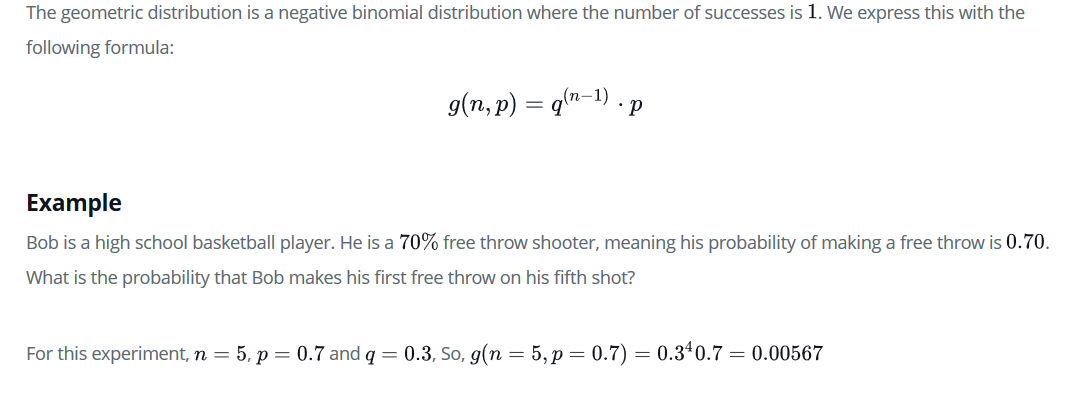 The geometric distribution is a negative binomial distribution where the number of successes is 1. We express this with the
following formula:
g(n, p) = q⁽ⁿ⁻¹⁾ · p
Example
Bob is a high school basketball player. He is a 70% free throw shooter, meaning his probability of making a free throw is 0.70.
What is the probability that Bob makes his first free throw on his fifth shot?
For this experiment, n = 5, p = 0.7 and q = 0.3, So, g(n = 5, p = 0.7) = 0.3⁴0.7 = 0.00567